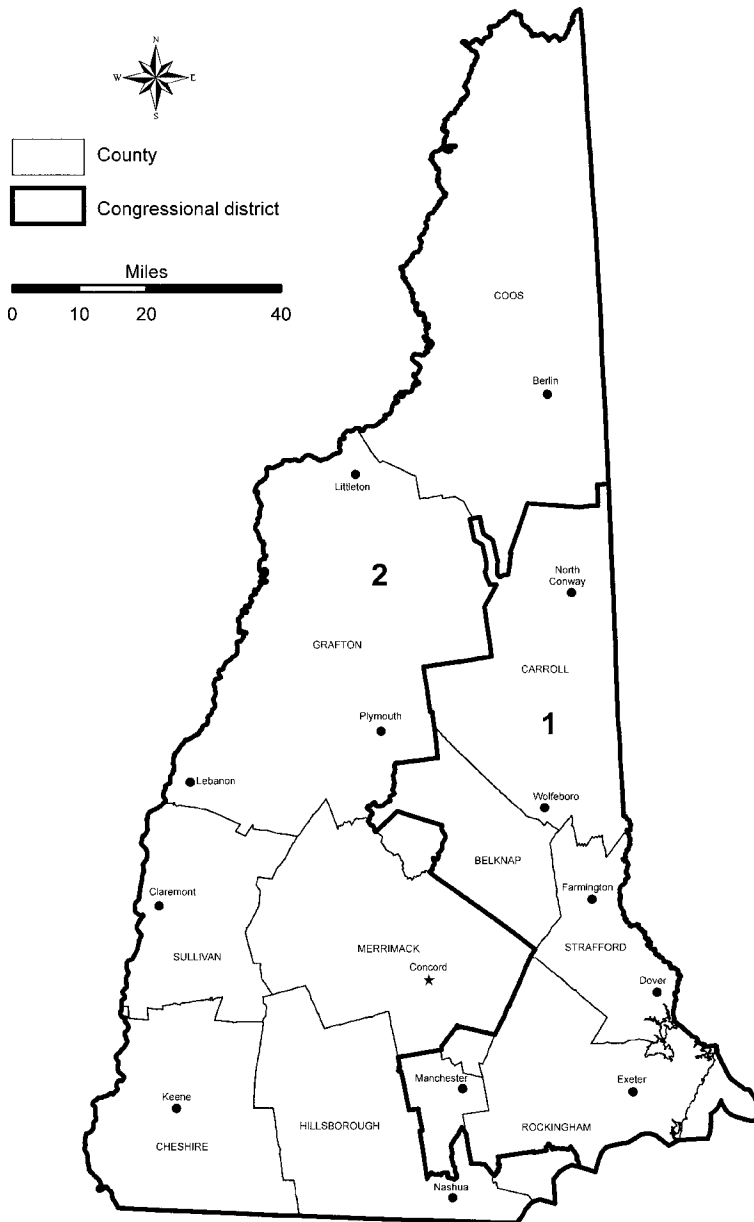 N
W E
S
County
Congressional district
Miles
0 10 20 40
COOS
Berlin
Littleton
2
North
Conway
GRAFTON
CARROLL
Plymouth
1
Lebanon
Wolfeboro
BELKNAP
Claremont
Farmington
MERRIMACK
STRAFFORD
SULLIVAN
Concord
Dover
Manchester
Exeter
Keene
HILLSBOROUGH
ROCKINGHAM
CHESHIRE
Nashua